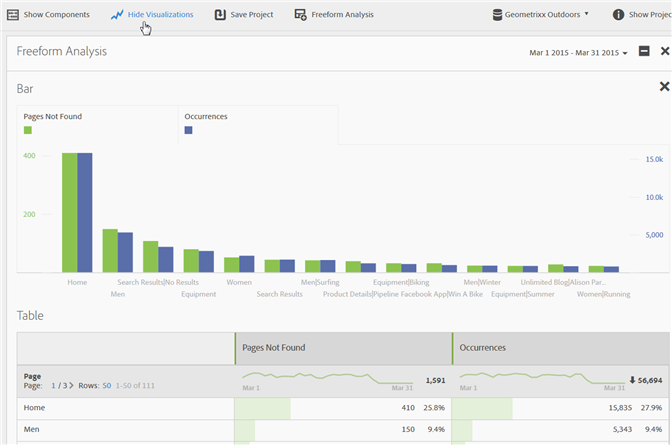 Show Components Hide Visualizations Save Project Freeform Analysis Geometrixx Outdoors Show Projec
Freeform Analysis Mar 1 2015 - Mar 31 2015
Bar
Pages Not Found Occurrences
400 15.0k
10.0k
200 5,000
Home Search Results|No Results Women Men|Surfing Equipment|Biking Men|Winter Unlimited Blog|Alison Par...
Men Equipment Search Results Product Details|Pipeline Facebook App|Win A Bike Equipment|Summer Women|Running
Table
Pages Not Found Occurrences
Page
Page: 1 / 3 > Rows: 50 1-50 of 111 Mar 1 Mar 31 1,591 Mar 1 Mar 31 56,694
Home 410 25.8% 15,835 27.9%
Men 150 9.4% 5,343 9.4%